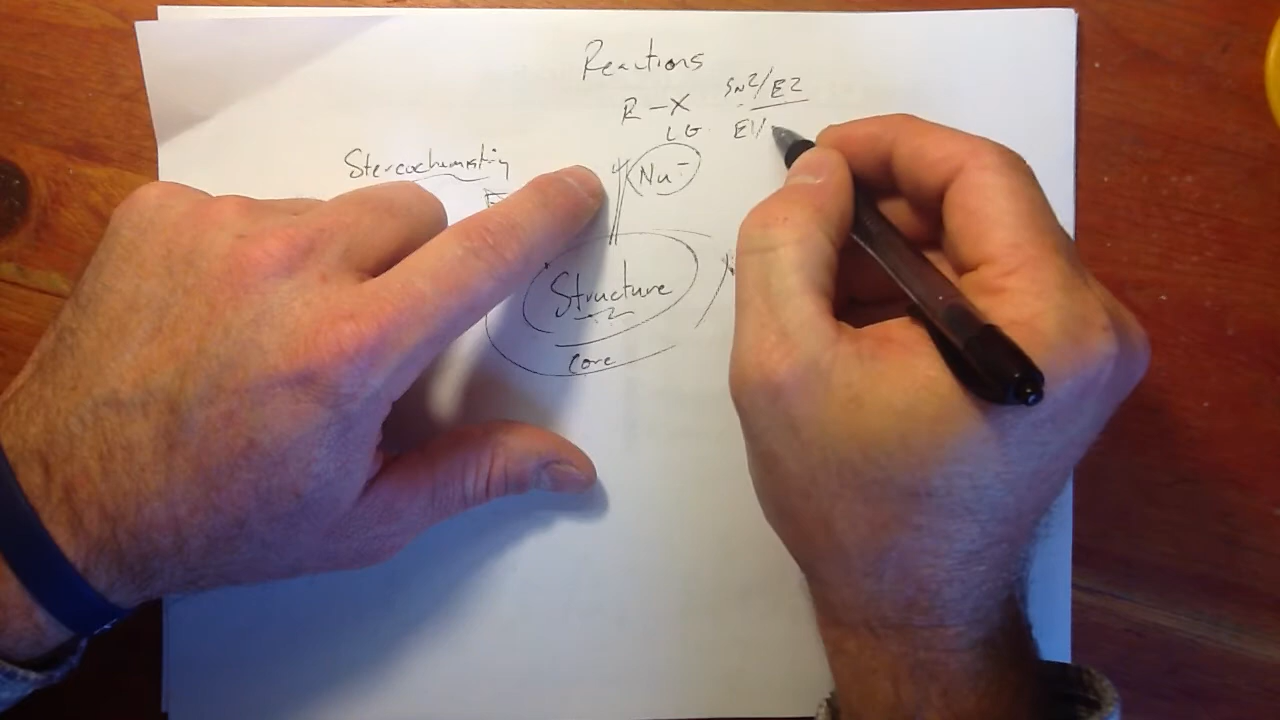 Reactions
R-X SN2/E2
LG E1/
Stereochemistry
Nu⁻
Structure
core